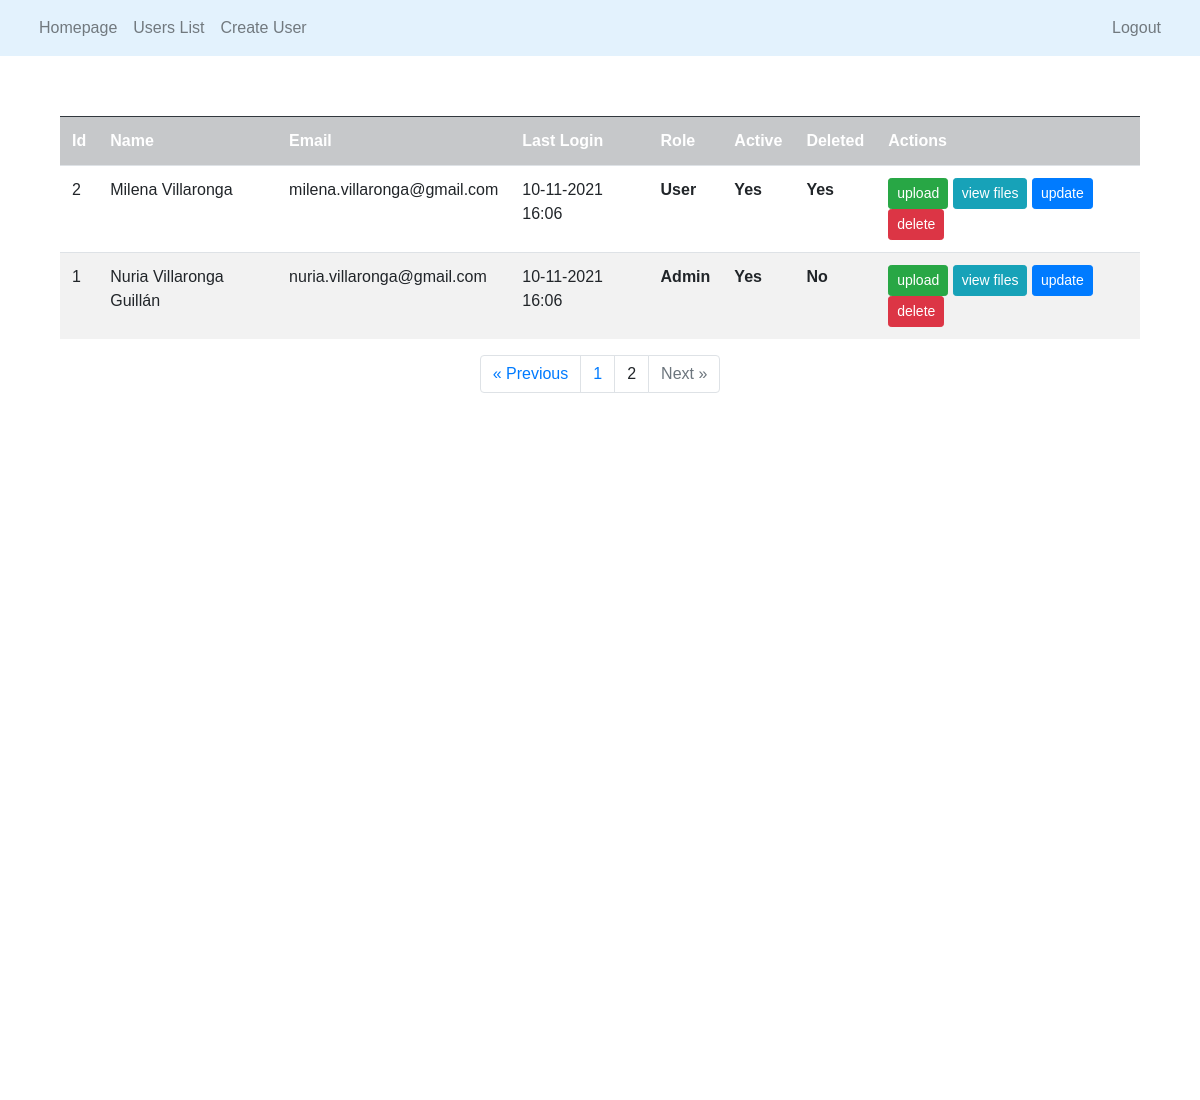 Homepage Users List Create User Logout
Id Name Email Last Login Role Active Deleted Actions
2 Milena Villaronga milena.villaronga@gmail.com 10-11-2021 User Yes Yes upload view files update
16:06 delete
1 Nuria Villaronga nuria.villaronga@gmail.com 10-11-2021 Admin Yes No upload view files update
Guillán 16:06 delete
« Previous 1 2 Next »